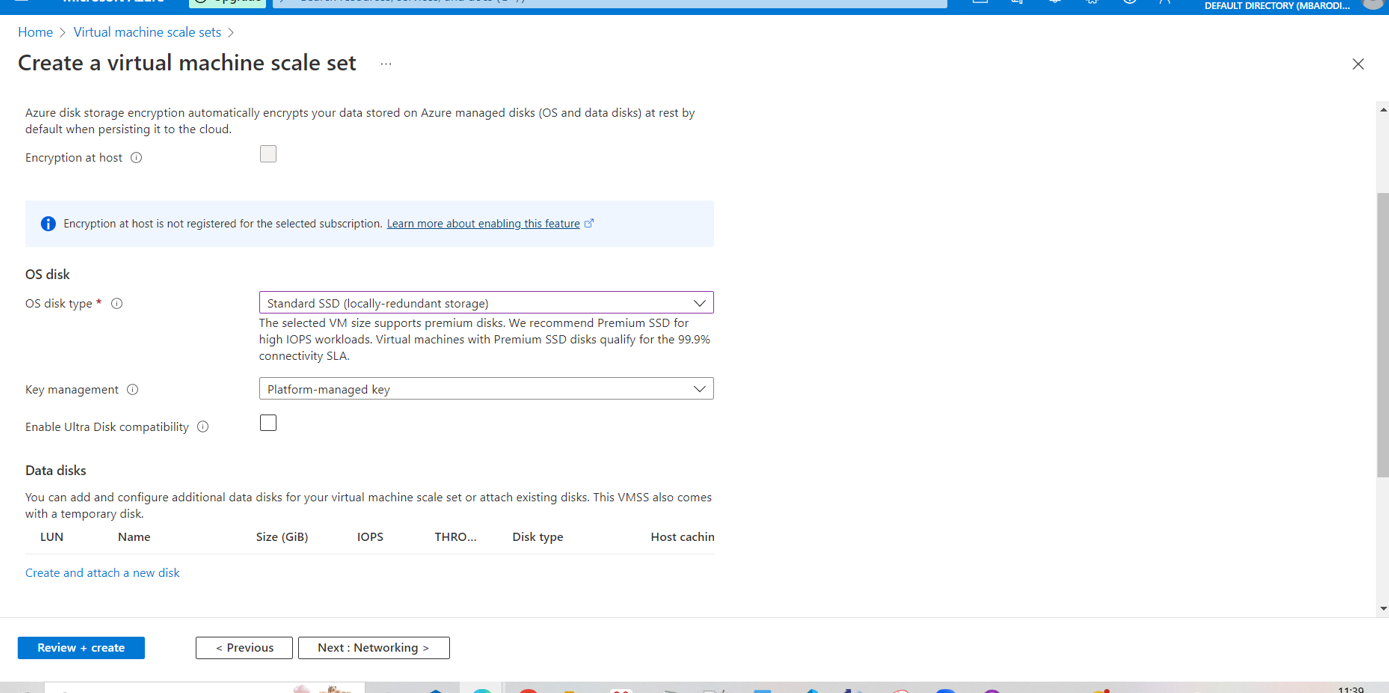 Microsoft Azure
Upgrade
Search resources, services, and docs (G+/)
DEFAULT DIRECTORY (MBARODI...
Home > Virtual machine scale sets >
Create a virtual machine scale set ...
Azure disk storage encryption automatically encrypts your data stored on Azure managed disks (OS and data disks) at rest by
default when persisting it to the cloud.
Encryption at host
Encryption at host is not registered for the selected subscription. Learn more about enabling this feature
OS disk
OS disk type *
Standard SSD (locally-redundant storage)
The selected VM size supports premium disks. We recommend Premium SSD for
high IOPS workloads. Virtual machines with Premium SSD disks qualify for the 99.9%
connectivity SLA.
Key management
Platform-managed key
Enable Ultra Disk compatibility
Data disks
You can add and configure additional data disks for your virtual machine scale set or attach existing disks. This VMSS also comes
with a temporary disk.
LUN Name Size (GiB) IOPS THRO... Disk type Host cachin
Create and attach a new disk
Review + create
< Previous
Next : Networking >
11:39